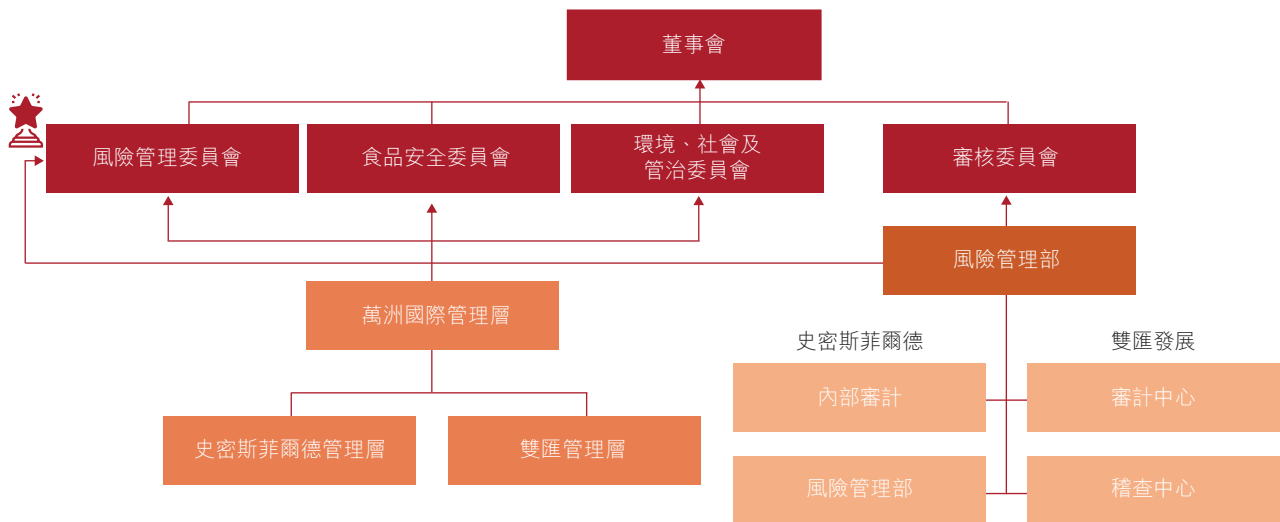 董事會
風險管理委員會
食品安全委員會
環境、社會及
管治委員會
審核委員會
風險管理部
萬洲國際管理層
史密斯菲爾德
雙匯發展
內部審計
審計中心
史密斯菲爾德管理層
雙匯管理層
風險管理部
稽查中心